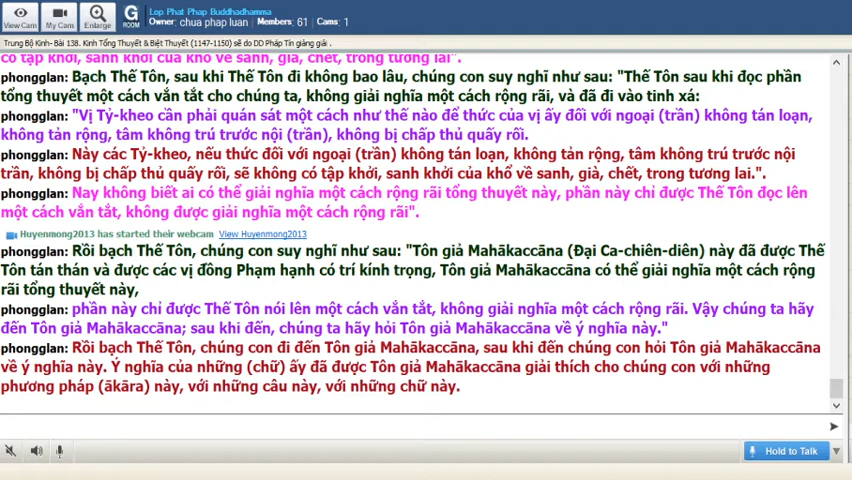 Lop Phat Phap Buddhadhamma
Owner: chua phap luan Members: 61 Cams: 1
View Cam My Cam Enlarge G ROOM
Trung Bộ Kinh- Bài 138. Kinh Tổng Thuyết & Biệt Thuyết (1147-1150) sẽ do DD Pháp Tín giảng giải .
có tập khởi, sanh khởi của khổ về sanh, già, chết, trong tương lai".
phongglan: Bạch Thế Tôn, sau khi Thế Tôn đi không bao lâu, chúng con suy nghĩ như sau: "Thế Tôn sau khi đọc phần
tổng thuyết một cách vắn tắt cho chúng ta, không giải nghĩa một cách rộng rãi, và đã đi vào tinh xá:
phongglan: "Vị Tỷ-kheo cần phải quán sát một cách như thế nào để thức của vị ấy đối với ngoại (trần) không tán loạn,
không tản rộng, tâm không trú trước nội (trần), không bị chấp thủ quấy rối.
phongglan: Này các Tỷ-kheo, nếu thức đối với ngoại (trần) không tán loạn, không tản rộng, tâm không trú trước nội
trần, không bị chấp thủ quấy rối, sẽ không có tập khởi, sanh khởi của khổ về sanh, già, chết, trong tương lai.".
phongglan: Nay không biết ai có thể giải nghĩa một cách rộng rãi tổng thuyết này, phần này chỉ được Thế Tôn đọc lên
một cách vắn tắt, không được giải nghĩa một cách rộng rãi".
Huyenmong2013 has started their webcam View Huyenmong2013
phongglan: Rồi bạch Thế Tôn, chúng con suy nghĩ như sau: "Tôn giả Mahākaccāna (Đại Ca-chiên-diên) này đã được Thế
Tôn tán thán và được các vị đồng Phạm hạnh có trí kính trọng, Tôn giả Mahākaccāna có thể giải nghĩa một cách rộng
rãi tổng thuyết này,
phongglan: phần này chỉ được Thế Tôn nói lên một cách vắn tắt, không giải nghĩa một cách rộng rãi. Vậy chúng ta hãy
đến Tôn giả Mahākaccāna; sau khi đến, chúng ta hãy hỏi Tôn giả Mahākaccāna về ý nghĩa này."
phongglan: Rồi bạch Thế Tôn, chúng con đi đến Tôn giả Mahākaccāna, sau khi đến chúng con hỏi Tôn giả Mahākaccāna
về ý nghĩa này. Ý nghĩa của những (chữ) ấy đã được Tôn giả Mahākaccāna giải thích cho chúng con với những
phương pháp (ākāra) này, với những câu này, với những chữ này.
Hold to Talk